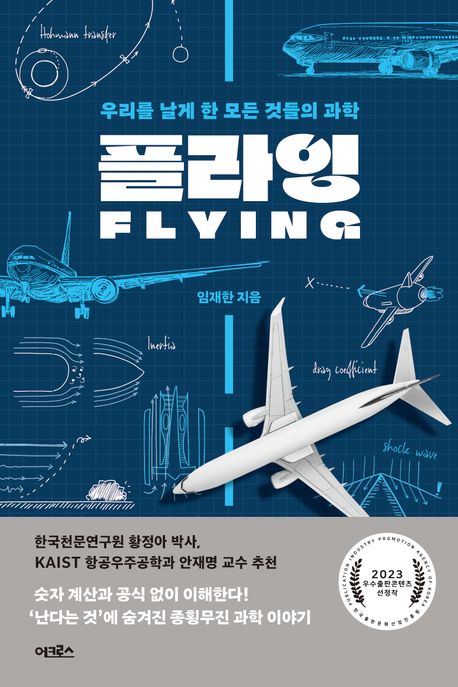 Hohmann transfer
우리를 날게 한 모든 것들의 과학
플라잉
FLYING
임재한 지음
X
Inertia
drag coefficient
shock wave
한국천문연구원 황정아 박사,
KAIST 항공우주공학과 안재명 교수 추천
숫자 계산과 공식 없이 이해한다!
‘난다는 것’에 숨겨진 종횡무진 과학 이야기
PUBLICATION INDUSTRY PROMOTION AGENCY OF KOREA
2023
우수출판콘텐츠
선정작
한국출판문화산업진흥원
어크로스